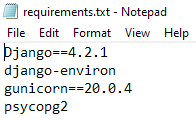 requirements.txt - Notepad
File Edit Format View Help
Django==4.2.1
django-environ
gunicorn==20.0.4
psycopg2